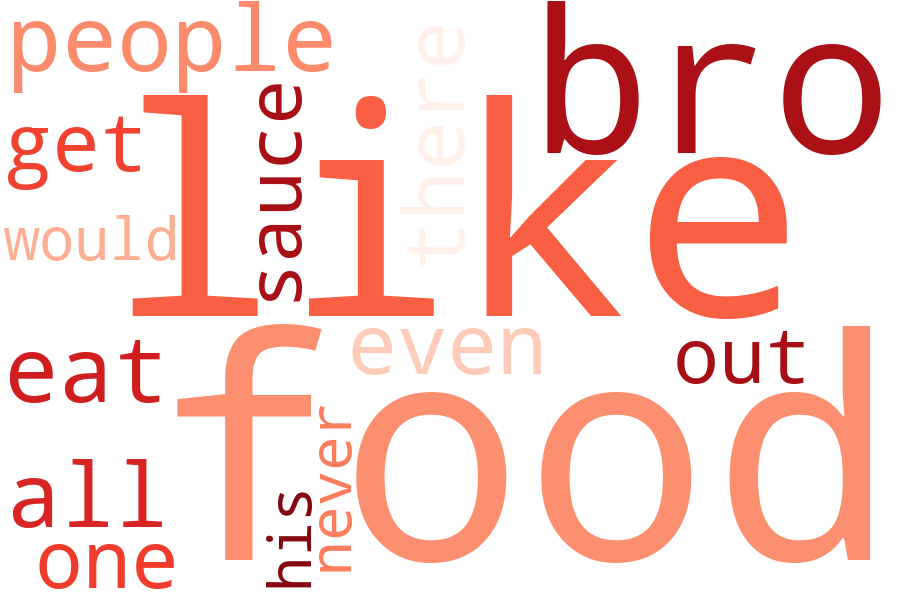 people
bro
like
get
sauce
there
would
food
even
out
eat
never
all
his
one